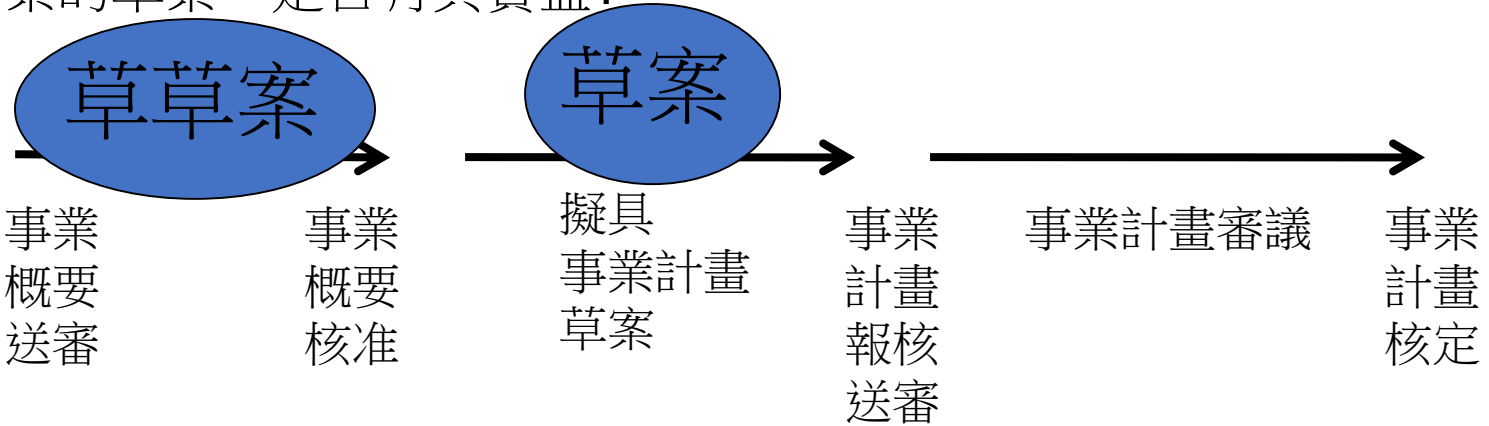 草草案
草案
事業
概要
送審
事業
概要
核准
擬具
事業計畫
草案
事業
計畫
報核
送審
事業計畫審議
事業
計畫
核定